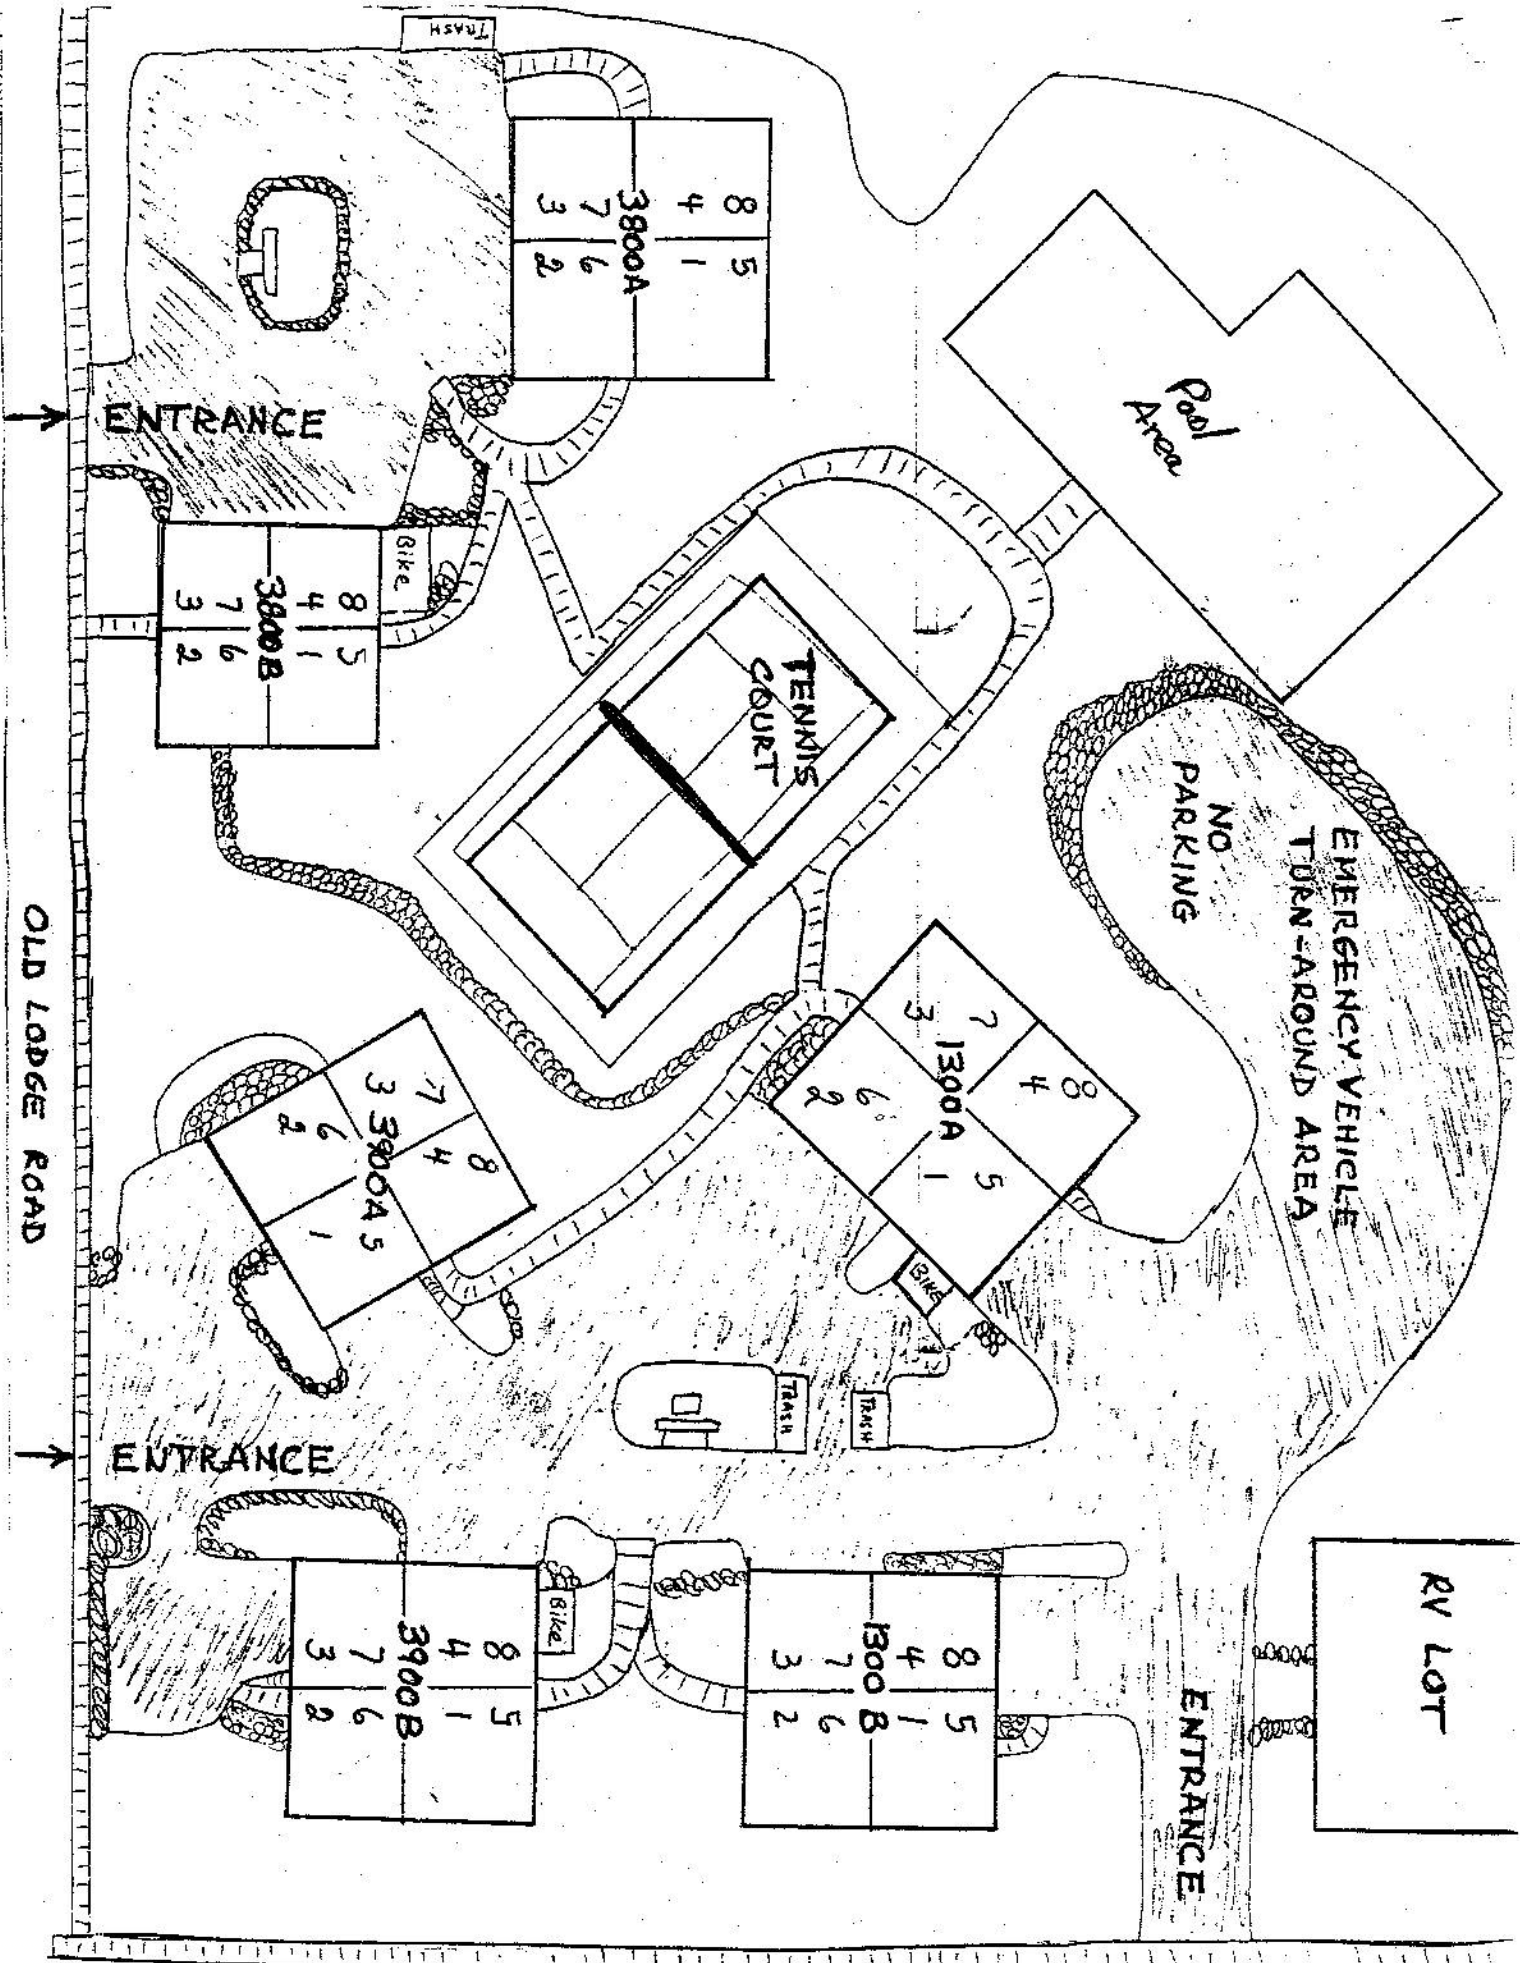 TRASH
8 5
4 1
3800A
7 6
3 2
Pool
Area
ENTRANCE
Bike
8 5
4 1
3800B
7 6
3 2
TENNIS
COURT
NO
PARKING
EMERGENCY VEHICLE
TURN-AROUND AREA
OLD LODGE ROAD
8 5
4 1
1300A
7 6
3 2
BIKE
8 5
4 1
3900A
7 6
3 2
TRASH
TRASH
ENTRANCE
8 5
4 1
3900B
7 6
3 2
Bike
8 5
4 1
1300B
7 6
3 2
RV LOT
ENTRANCE